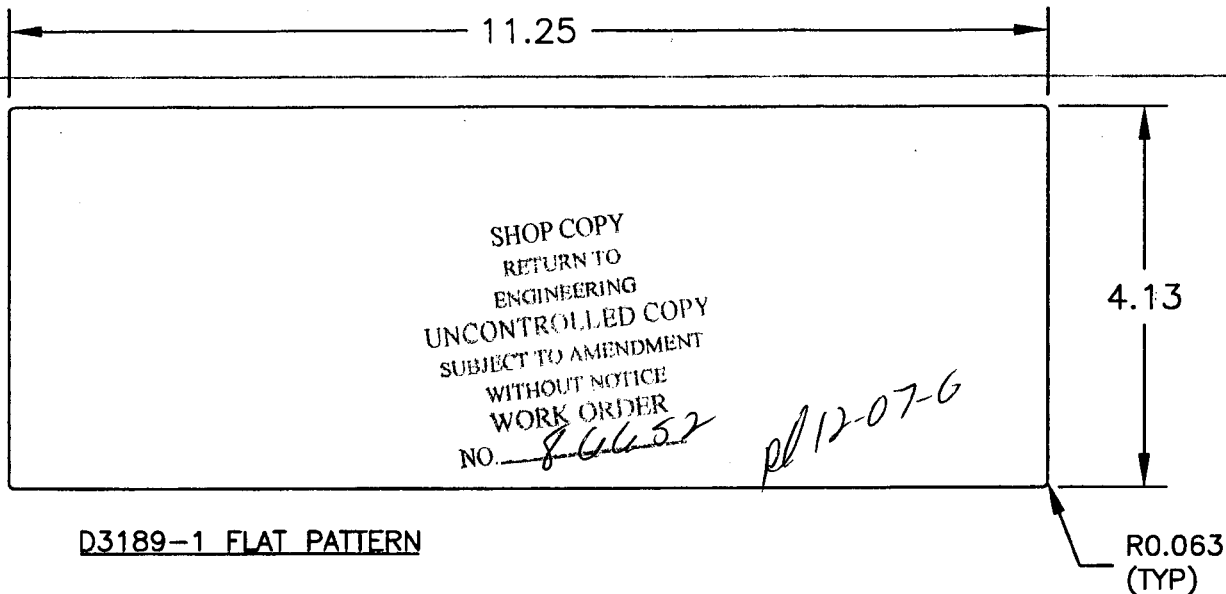 11.25
SHOP COPY
RETURN TO
ENGINEERING
UNCONTROLLED COPY
SUBJECT TO AMENDMENT
WITHOUT NOTICE
WORK ORDER
NO. 86652
12-07-6
4.13
D3189-1 FLAT PATTERN
R0.063
(TYP)